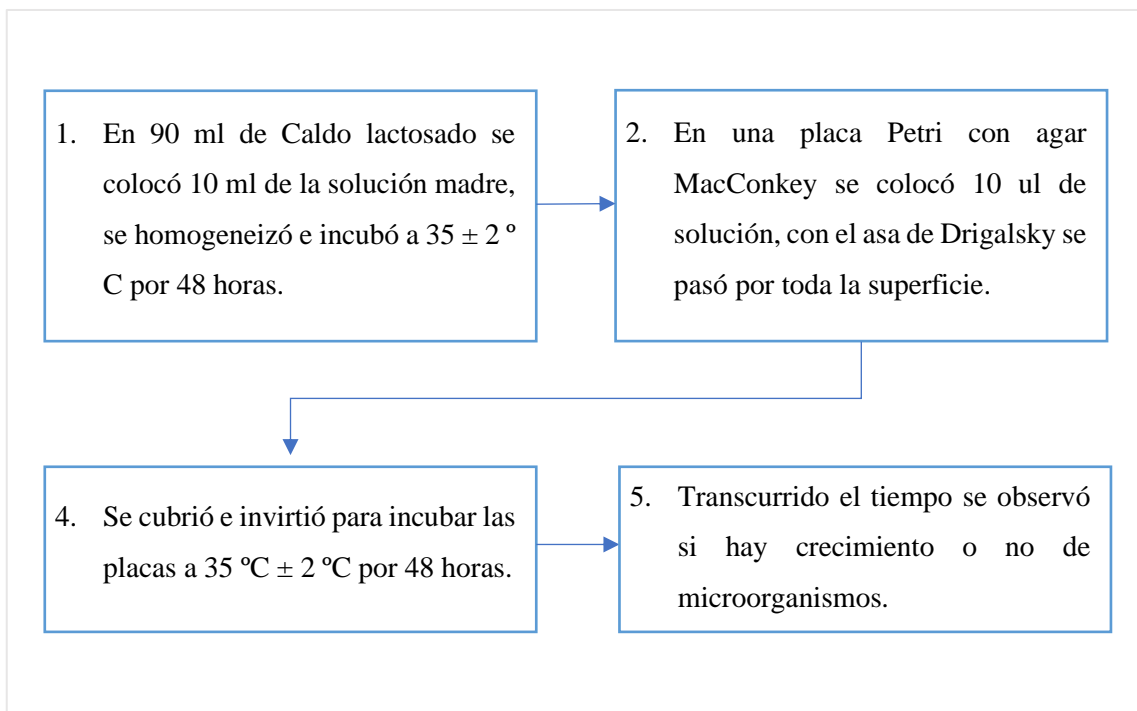 1. En 90 ml de Caldo lactosado se
colocó 10 ml de la solución madre,
se homogeneizó e incubó a 35 ± 2 º
C por 48 horas.
2. En una placa Petri con agar
MacConkey se colocó 10 ul de
solución, con el asa de Drigalsky se
pasó por toda la superficie.
4. Se cubrió e invirtió para incubar las
placas a 35 ºC ± 2 ºC por 48 horas.
5. Transcurrido el tiempo se observó
si hay crecimiento o no de
microorganismos.